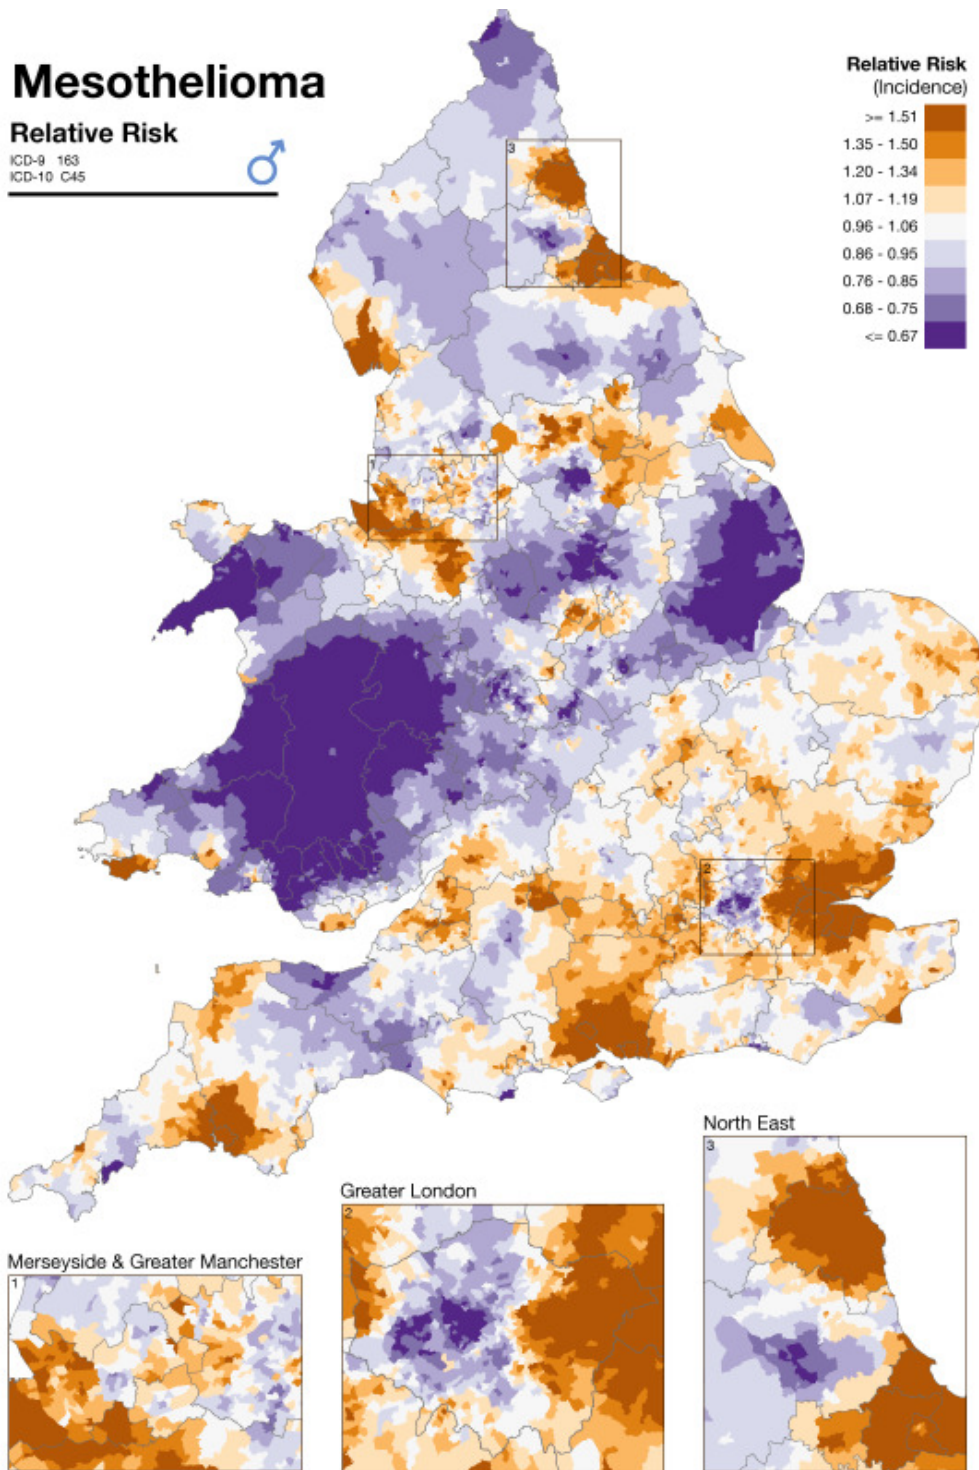 Mesothelioma
Relative Risk
ICD-9 163
ICD-10 C45
Relative Risk
(Incidence)
>= 1.51
1.35 - 1.50
1.20 - 1.34
1.07 - 1.19
0.96 - 1.06
0.86 - 0.95
0.76 - 0.85
0.68 - 0.75
<= 0.67
3
1
2
North East
3
Greater London
2
Merseyside & Greater Manchester
1